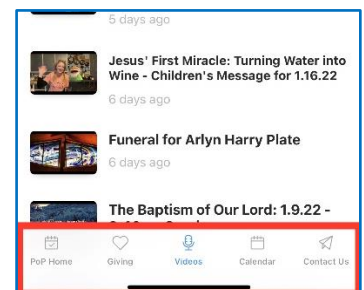 5 days ago
Jesus' First Miracle: Turning Water into
Wine - Children's Message for 1.16.22
6 days ago
Funeral for Arlyn Harry Plate
6 days ago
The Baptism of Our Lord: 1.9.22 -
PoP Home
Giving
Videos
Calendar
Contact Us